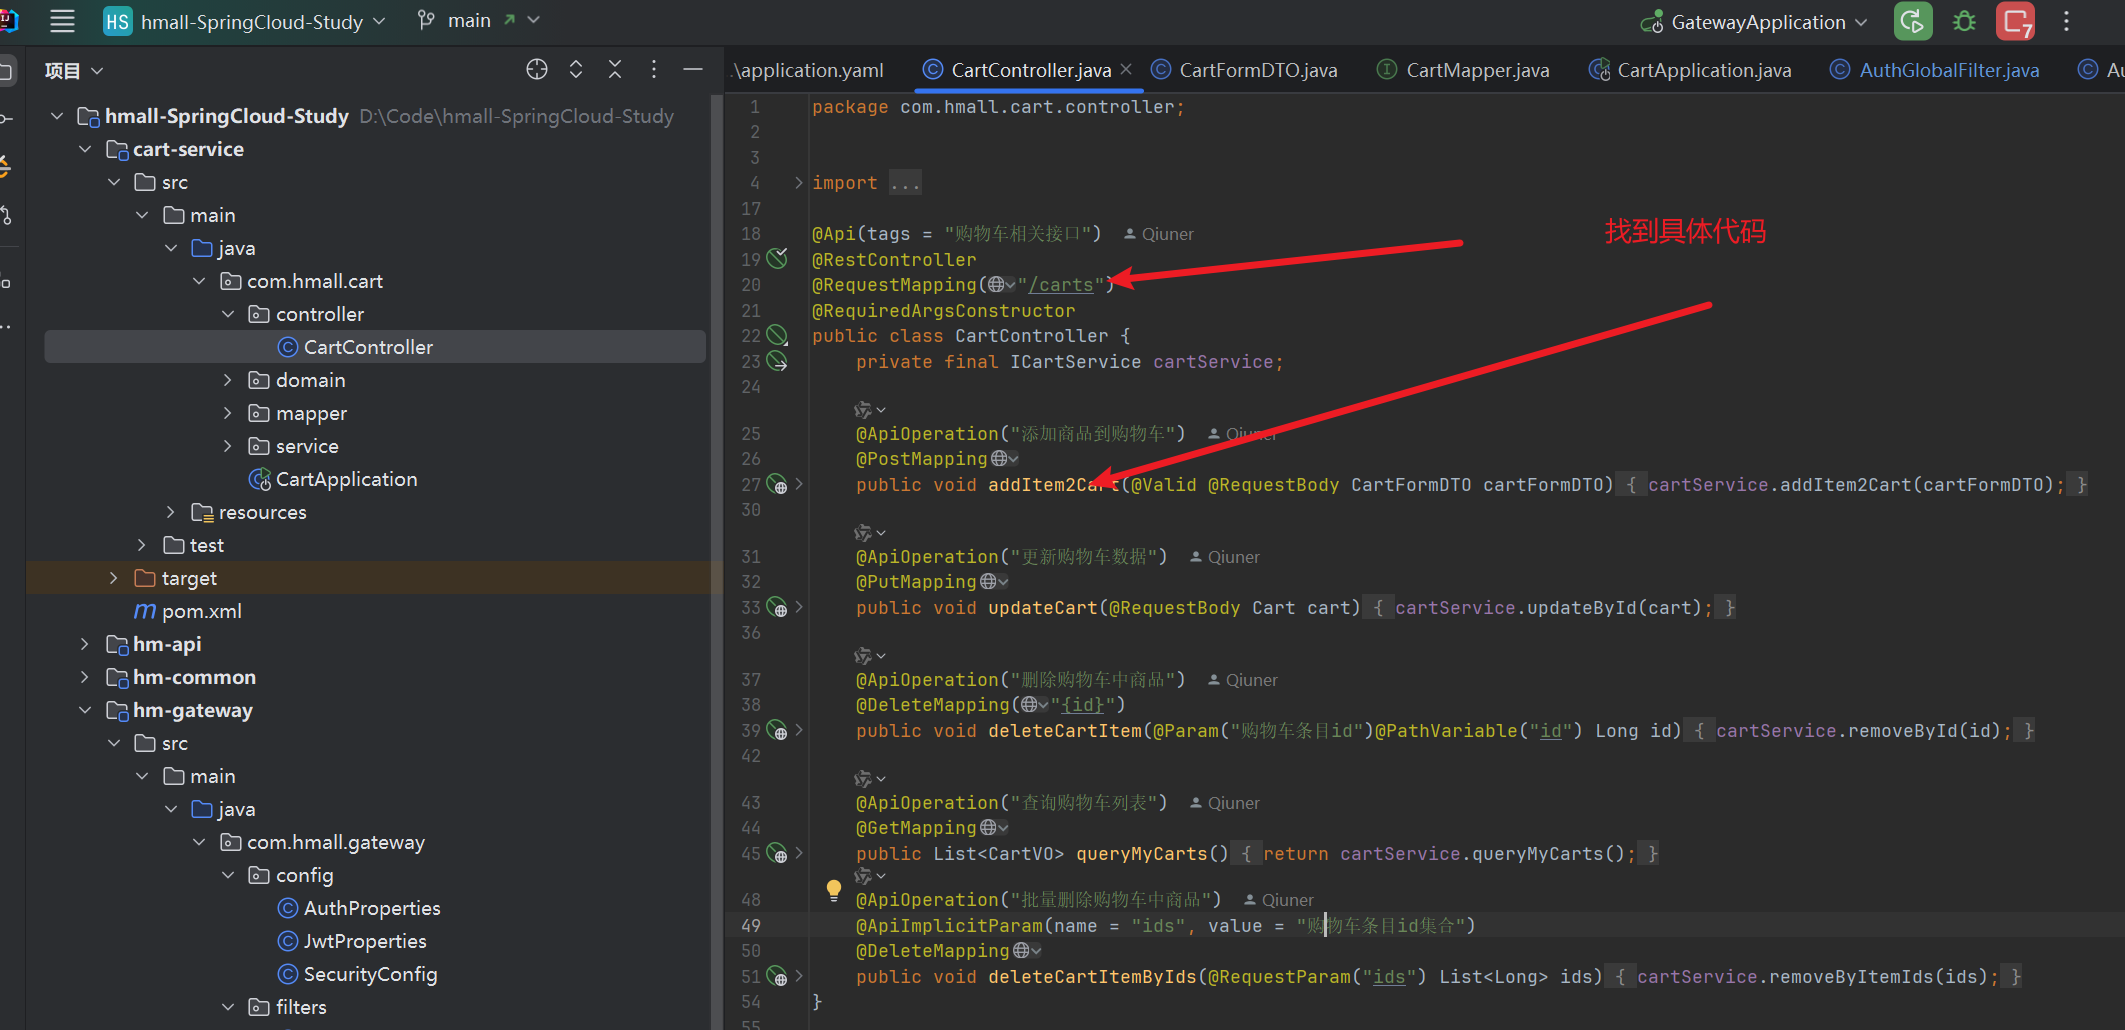 HS hmall-SpringCloud-Study main GatewayApplication 7
项目
hmall-SpringCloud-Study D:\Code\hmall-SpringCloud-Study
cart-service
src
main
java
com.hmall.cart
controller
CartController
domain
mapper
service
CartApplication
resources
test
target
pom.xml
hm-api
hm-common
hm-gateway
src
main
java
com.hmall.gateway
config
AuthProperties
JwtProperties
SecurityConfig
filters
.\application.yaml CartController.java CartFormDTO.java CartMapper.java CartApplication.java AuthGlobalFilter.java Au
1 package com.hmall.cart.controller;
2
3
4 import ...
17
18 @Api(tags = "购物车相关接口") Qiuner
找到具体代码
19 @RestController
20 @RequestMapping("/carts")
21 @RequiredArgsConstructor
22 public class CartController {
23 private final ICartService cartService;
24
25 @ApiOperation("添加商品到购物车") Qiuner
26 @PostMapping
27 public void addItem2Cart(@Valid @RequestBody CartFormDTO cartFormDTO) { cartService.addItem2Cart(cartFormDTO); }
30
31 @ApiOperation("更新购物车数据") Qiuner
32 @PutMapping
33 public void updateCart(@RequestBody Cart cart) { cartService.updateById(cart); }
36
37 @ApiOperation("删除购物车中商品") Qiuner
38 @DeleteMapping("{id}")
39 public void deleteCartItem(@Param("购物车条目id")@PathVariable("id") Long id) { cartService.removeById(id); }
42
43 @ApiOperation("查询购物车列表") Qiuner
44 @GetMapping
45 public List<CartVO> queryMyCarts() { return cartService.queryMyCarts(); }
48 @ApiOperation("批量删除购物车中商品") Qiuner
49 @ApiImplicitParam(name = "ids", value = "购物车条目id集合")
50 @DeleteMapping
51 public void deleteCartItemByIds(@RequestParam("ids") List<Long> ids) { cartService.removeByItemIds(ids); }
54 }
55